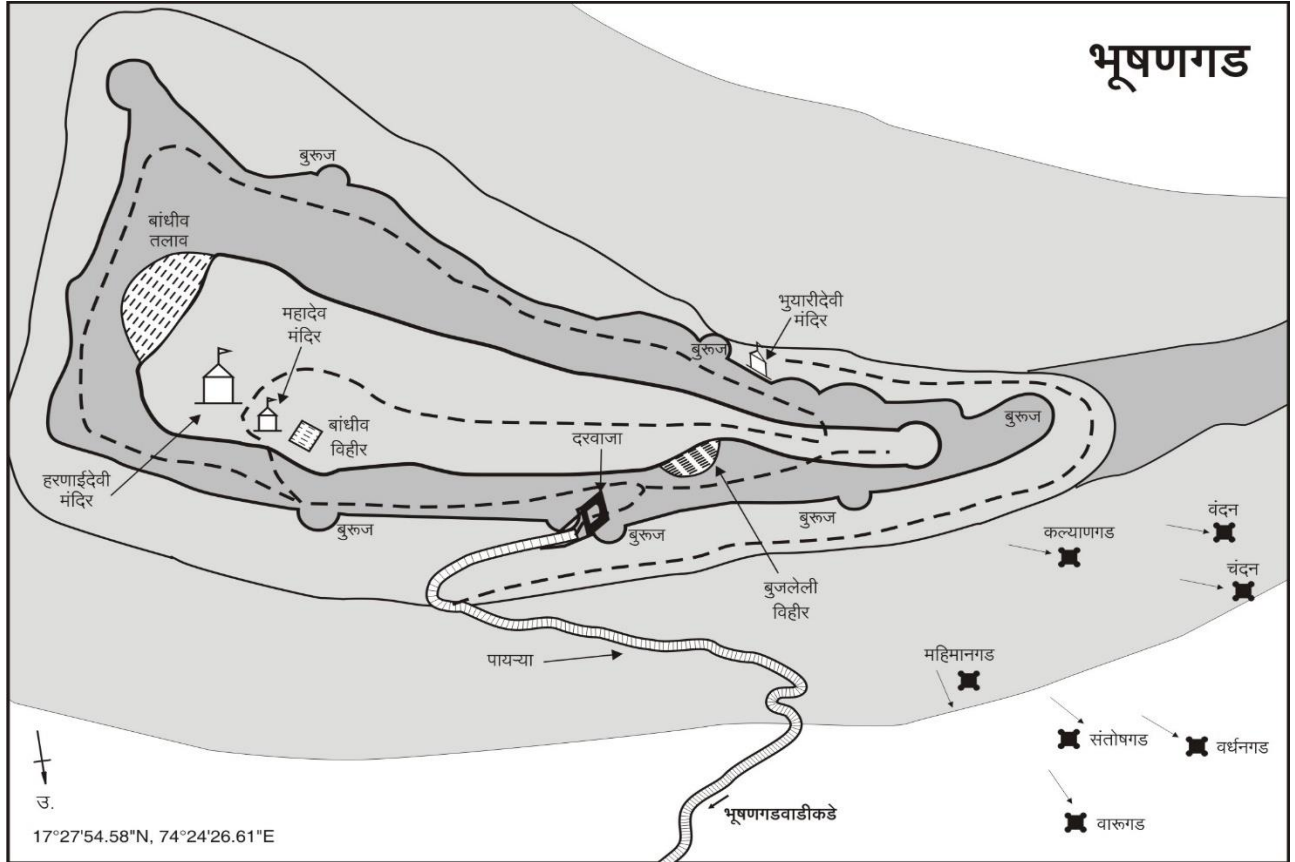 भूषणगड
बुरूज
बांधीव
तलाव
महादेव
मंदिर
भुयारीदेवी
मंदिर
बुरूज
बुरूज
बांधीव
विहीर
दरवाजा
हरणाईदेवी
मंदिर
बुरूज
बुरूज
बुरूज
बुजलेली
विहीर
कल्याणगड
वंदन
चंदन
पायऱ्या
महिमानगड
संतोषगड
वर्धनगड
वारूगड
भूषणगडवाडीकडे
उ.
17°27'54.58"N, 74°24'26.61"E